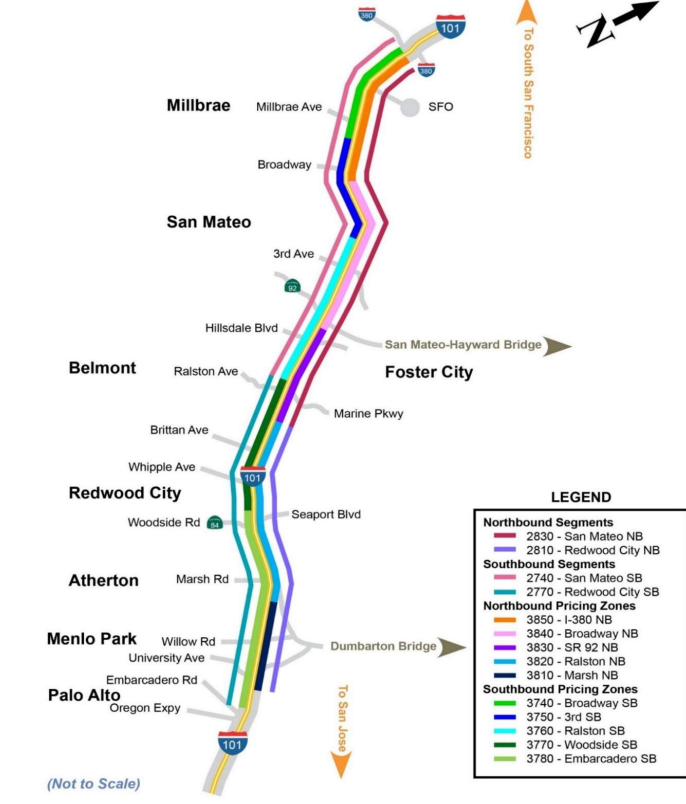 380
101
N
380
To South San Francisco
Millbrae
Millbrae Ave
SFO
Broadway
San Mateo
3rd Ave
92
Hillsdale Blvd
San Mateo-Hayward Bridge
Belmont
Ralston Ave
Foster City
Marine Pkwy
Brittan Ave
Whipple Ave
101
Redwood City
Woodside Rd
84
Seaport Blvd
Atherton
Marsh Rd
Menlo Park
Willow Rd
Dumbarton Bridge
University Ave
Embarcadero Rd
Palo Alto
Oregon Expy
To San Jose
101
(Not to Scale)
LEGEND
Northbound Segments
2830 - San Mateo NB
2810 - Redwood City NB
Southbound Segments
2740 - San Mateo SB
2770 - Redwood City SB
Northbound Pricing Zones
3850 - I-380 NB
3840 - Broadway NB
3830 - SR 92 NB
3820 - Ralston NB
3810 - Marsh NB
Southbound Pricing Zones
3740 - Broadway SB
3750 - 3rd SB
3760 - Ralston SB
3770 - Woodside SB
3780 - Embarcadero SB